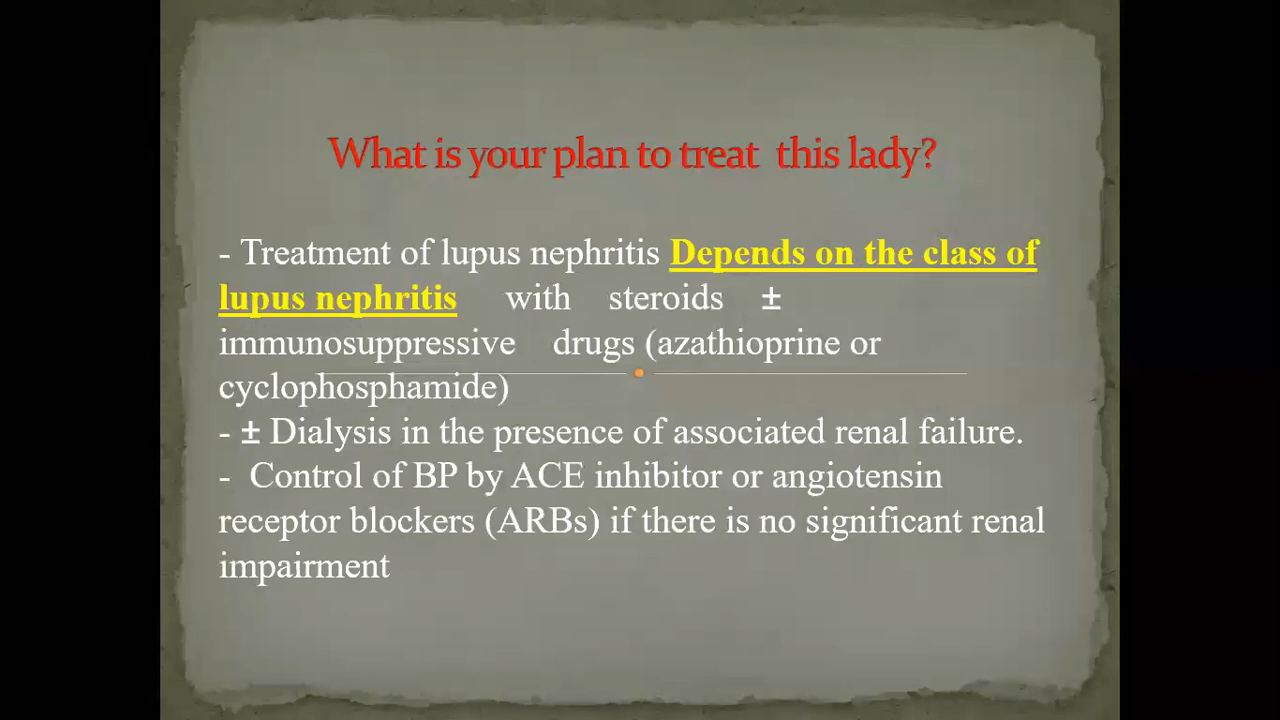 What is your plan to treat this lady?
- Treatment of lupus nephritis Depends on the class of
lupus nephritis with steroids ±
immunosuppressive drugs (azathioprine or
cyclophosphamide)
- ± Dialysis in the presence of associated renal failure.
- Control of BP by ACE inhibitor or angiotensin
receptor blockers (ARBs) if there is no significant renal
impairment